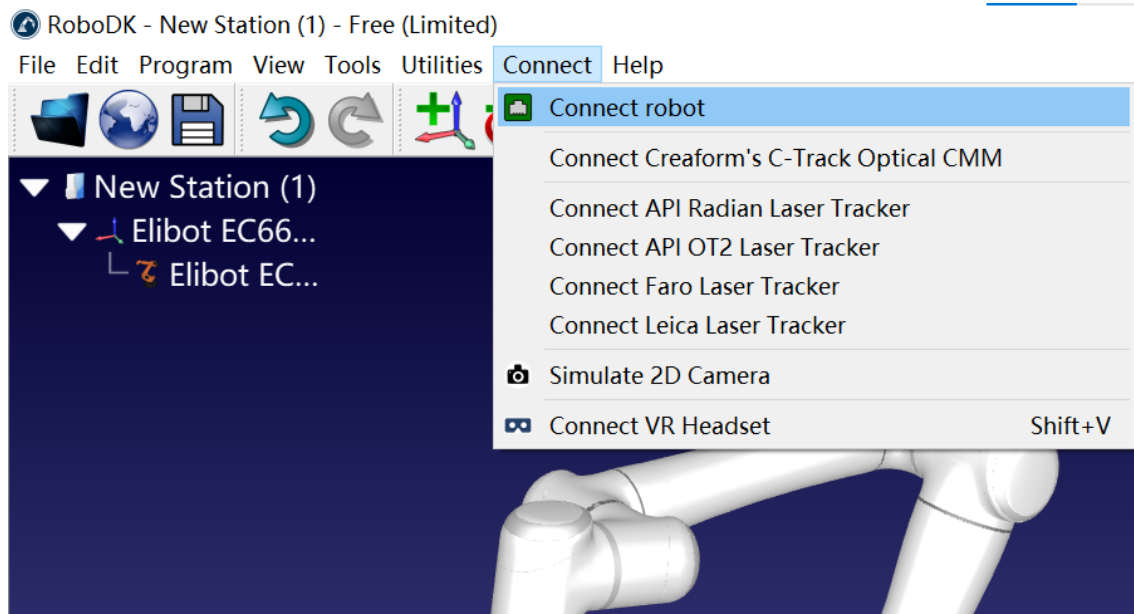 RoboDK - New Station (1) - Free (Limited)
File Edit Program View Tools Utilities Connect Help
Connect robot
Connect Creaform's C-Track Optical CMM
Connect API Radian Laser Tracker
Connect API OT2 Laser Tracker
Connect Faro Laser Tracker
Connect Leica Laser Tracker
Simulate 2D Camera
Connect VR Headset Shift+V
New Station (1)
Elibot EC66...
Elibot EC...